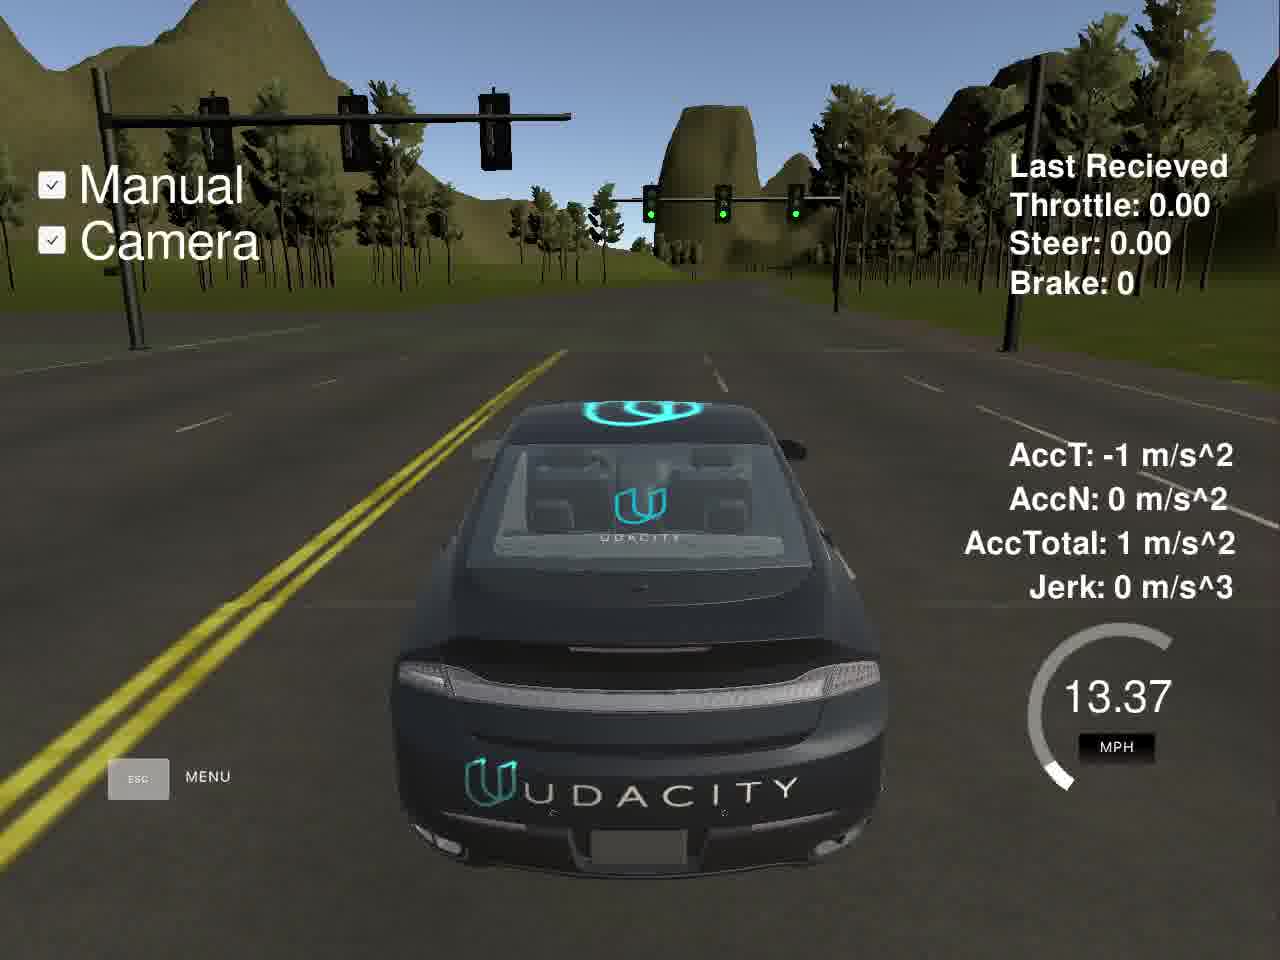 Manual
Camera
Last Recieved
Throttle: 0.00
Steer: 0.00
Brake: 0
AccT: -1 m/s^2
AccN: 0 m/s^2
AccTotal: 1 m/s^2
Jerk: 0 m/s^3
UDACITY
13.37
MPH
ESC
MENU
UDACITY